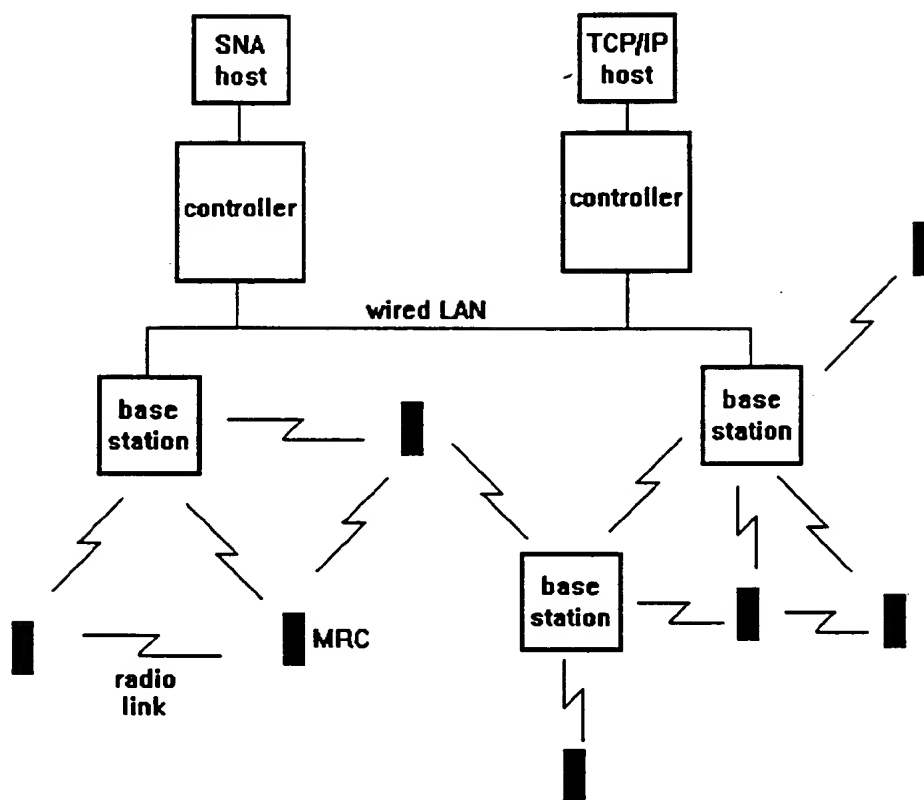 SNA
host
TCP/IP
host
controller
controller
wired LAN
base
station
base
station
base
station
MRC
radio
link